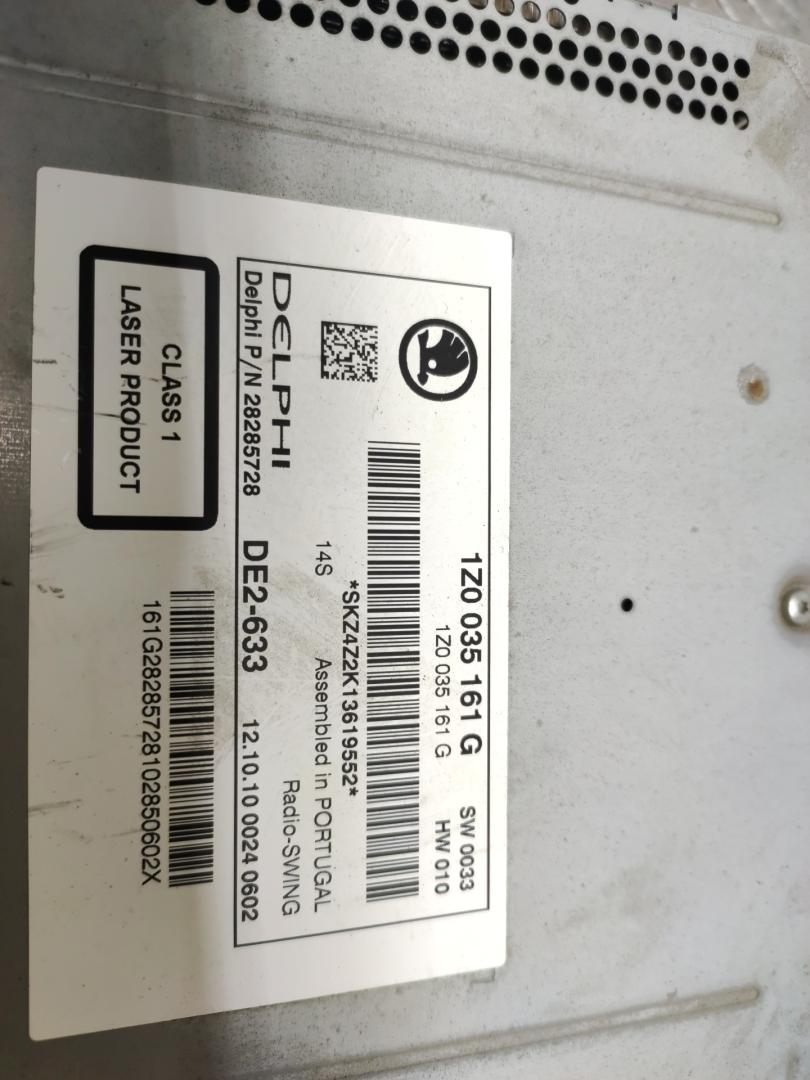 1Z0 035 161 G SW 0033
1Z0 035 161 G HW 010
*SKZ4Z2K13619552*
14S Assembled in PORTUGAL
DELPHI Radio-SWING
Delphi P/N 28285728 DE2-633 12.10.10 0024 0602
CLASS 1
LASER PRODUCT
161G28285728102850602X